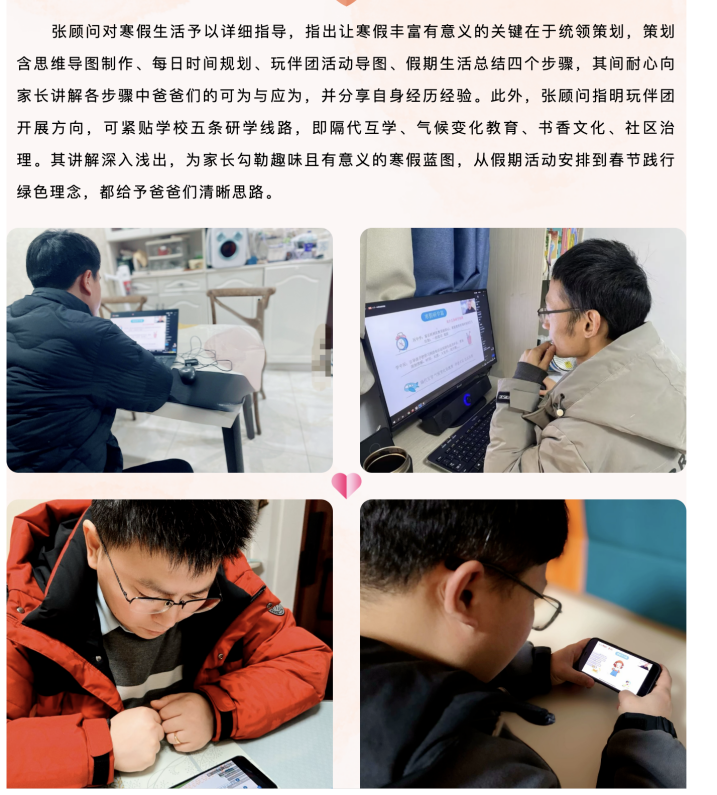 张顾问对寒假生活予以详细指导，指出让寒假丰富有意义的关键在于统领策划，策划
含思维导图制作、每日时间规划、玩伴团活动导图、假期生活总结四个步骤，其间耐心向
家长讲解各步骤中爸爸们的可为与应为，并分享自身经历经验。此外，张顾问指明玩伴团
开展方向，可紧贴学校五条研学线路，即隔代互学、气候变化教育、书香文化、社区治
理。其讲解深入浅出，为家长勾勒趣味且有意义的寒假蓝图，从假期活动安排到春节践行
绿色理念，都给予爸爸们清晰思路。